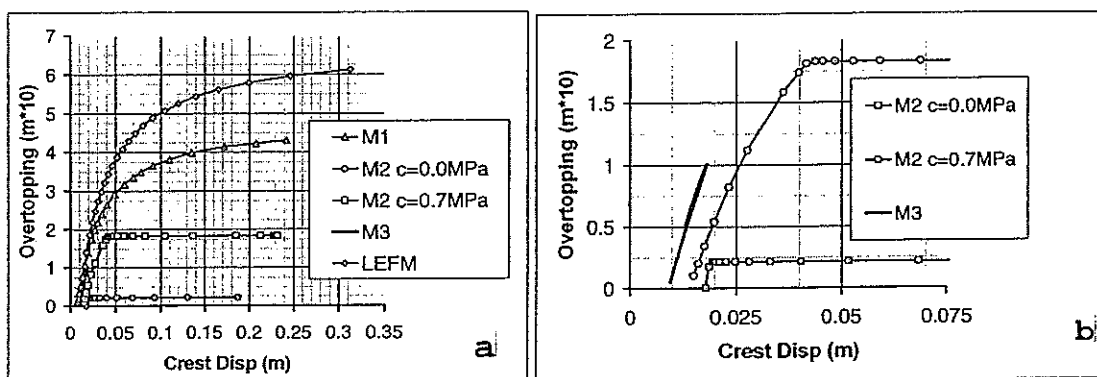 7
6
5
4
3
2
1
0
Overtopping (m*10)
0 0.05 0.1 0.15 0.2 0.25 0.3 0.35
Crest Disp (m)
M1
M2 c=0.0MPa
M2 c=0.7MPa
M3
LEFM
a
2
1.5
1
0.5
0
Overtopping (m*10)
0 0.025 0.05 0.075
Crest Disp (m)
M2 c=0.0MPa
M2 c=0.7MPa
M3
b